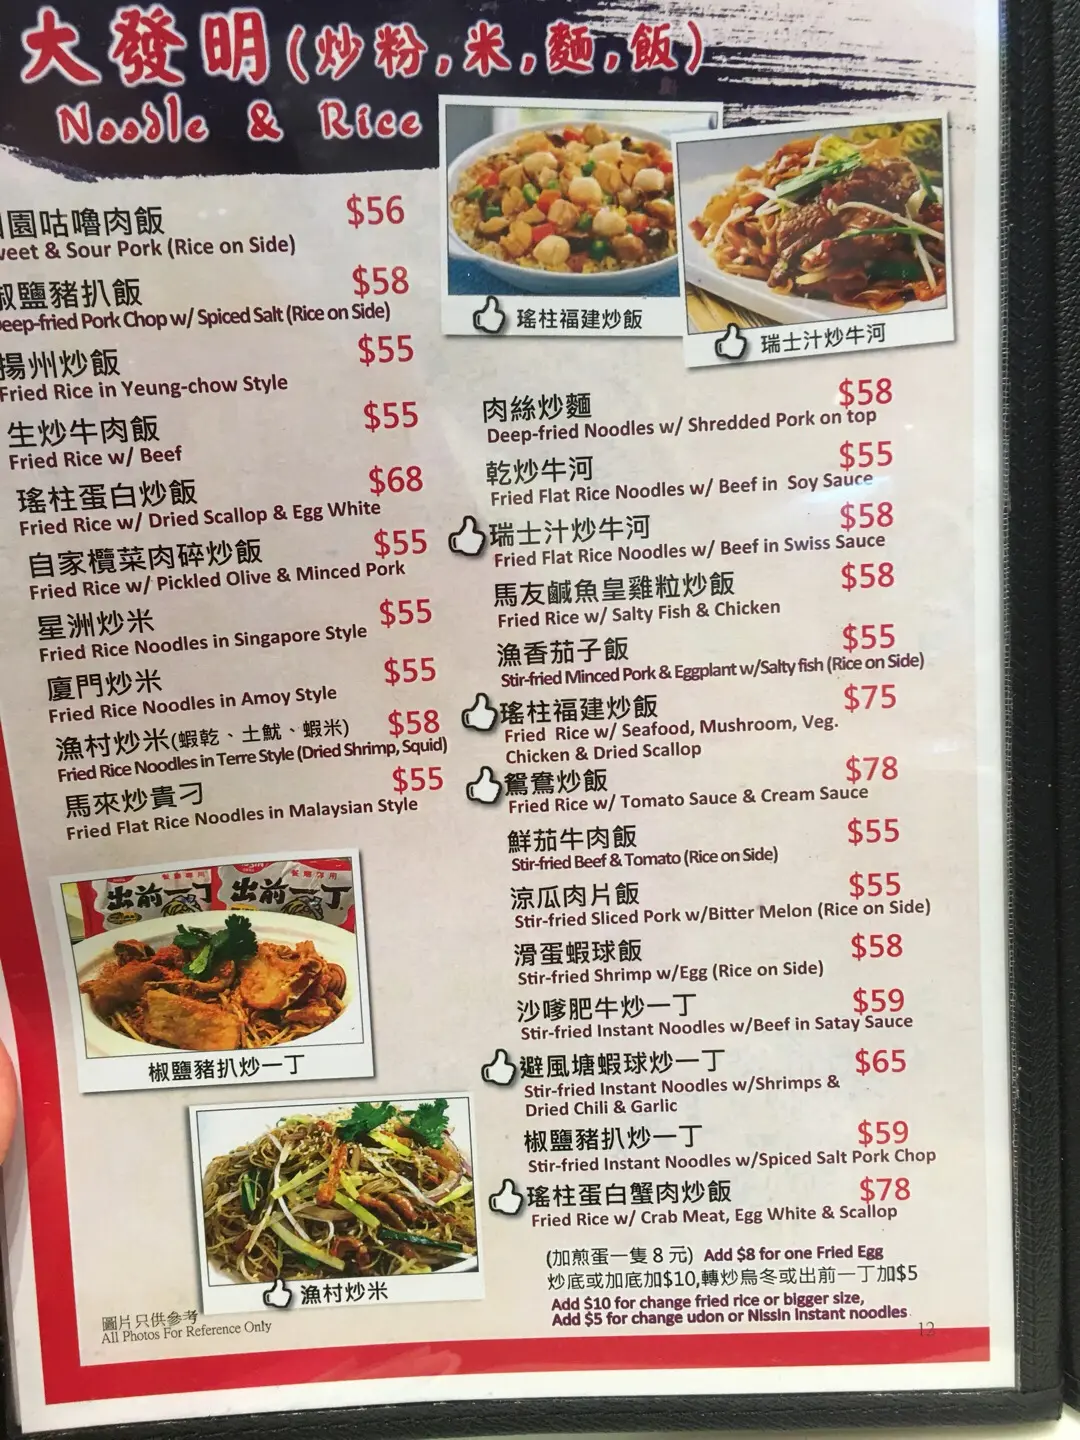 大發明(炒粉,米,麵,飯)
Noodle & Rice
瑤柱福建炒飯
瑞士汁炒牛河
園咕嚕肉飯 $56
weet & Sour Pork (Rice on Side)
椒鹽豬扒飯 $58
Deep-fried Pork Chop w/ Spiced Salt (Rice on Side)
揚州炒飯 $55
Fried Rice in Yeung-chow Style
生炒牛肉飯 $55
Fried Rice w/ Beef
瑤柱蛋白炒飯 $68
Fried Rice w/ Dried Scallop & Egg White
自家欖菜肉碎炒飯 $55
Fried Rice w/ Pickled Olive & Minced Pork
星洲炒米 $55
Fried Rice Noodles in Singapore Style
廈門炒米 $55
Fried Rice Noodles in Amoy Style
漁村炒米(蝦乾、土魷、蝦米) $58
Fried Rice Noodles in Terre Style (Dried Shrimp, Squid)
馬來炒貴刁 $55
Fried Flat Rice Noodles in Malaysian Style
出前一丁 出前一丁
椒鹽豬扒炒一丁
漁村炒米
圖片只供參考
All Photos For Reference Only
肉絲炒麵 $58
Deep-fried Noodles w/ Shredded Pork on top
乾炒牛河 $55
Fried Flat Rice Noodles w/ Beef in Soy Sauce
瑞士汁炒牛河 $58
Fried Flat Rice Noodles w/ Beef in Swiss Sauce
馬友鹹魚皇雞粒炒飯 $58
Fried Rice w/ Salty Fish & Chicken
漁香茄子飯 $55
Stir-fried Minced Pork & Eggplant w/Salty fish (Rice on Side)
瑤柱福建炒飯 $75
Fried Rice w/ Seafood, Mushroom, Veg.
Chicken & Dried Scallop
鴛鴦炒飯 $78
Fried Rice w/ Tomato Sauce & Cream Sauce
鮮茄牛肉飯 $55
Stir-fried Beef & Tomato (Rice on Side)
涼瓜肉片飯 $55
Stir-fried Sliced Pork w/Bitter Melon (Rice on Side)
滑蛋蝦球飯 $58
Stir-fried Shrimp w/Egg (Rice on Side)
沙嗲肥牛炒一丁 $59
Stir-fried Instant Noodles w/Beef in Satay Sauce
避風塘蝦球炒一丁 $65
Stir-fried Instant Noodles w/Shrimps &
Dried Chili & Garlic
椒鹽豬扒炒一丁 $59
Stir-fried Instant Noodles w/Spiced Salt Pork Chop
瑤柱蛋白蟹肉炒飯 $78
Fried Rice w/ Crab Meat, Egg White & Scallop
(加煎蛋一隻 8 元) Add $8 for one Fried Egg
炒底或加底加$10,轉炒烏冬或出前一丁加$5
Add $10 for change fried rice or bigger size,
Add $5 for change udon or Nissin instant noodles
12